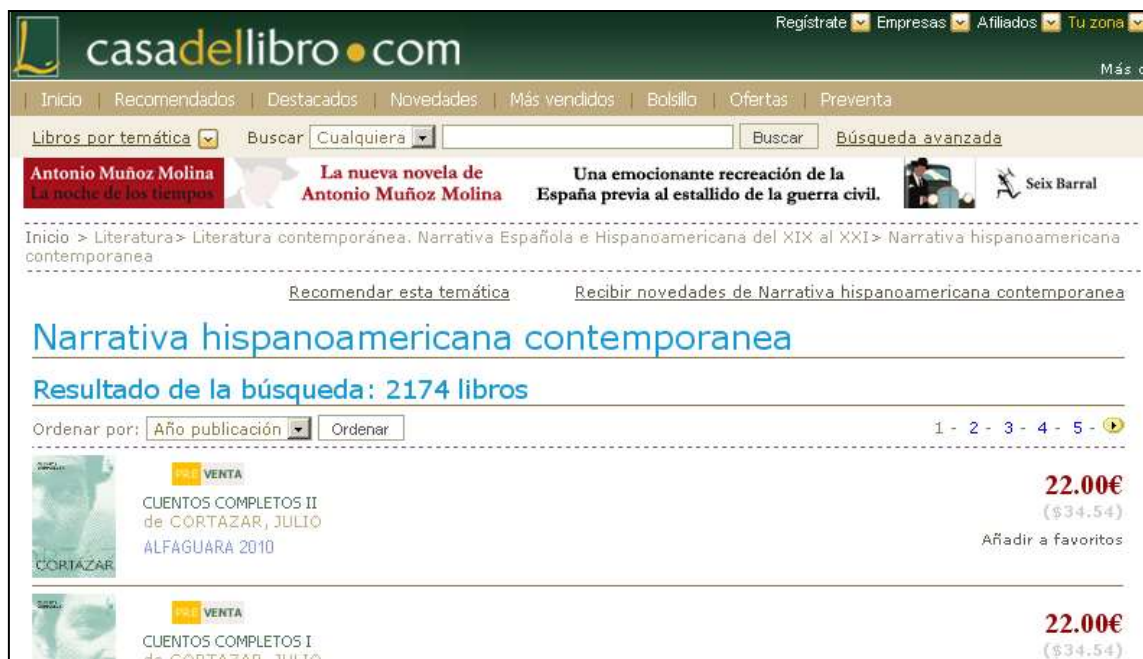 Regístrate Empresas Afiliados Tu zona
casadellibro.com
Más
Inicio | Recomendados | Destacados | Novedades | Más vendidos | Bolsillo | Ofertas | Preventa
Libros por temática Buscar Cualquiera Buscar Búsqueda avanzada
Antonio Muñoz Molina
La noche de los tiempos
La nueva novela de
Antonio Muñoz Molina
Una emocionante recreación de la
España previa al estallido de la guerra civil.
Seix Barral
Inicio > Literatura> Literatura contemporánea. Narrativa Española e Hispanoamericana del XIX al XXI> Narrativa hispanoamericana
contemporanea
Recomendar esta temática Recibir novedades de Narrativa hispanoamericana contemporanea
Narrativa hispanoamericana contemporanea
Resultado de la búsqueda: 2174 libros
Ordenar por: Año publicación Ordenar 1 - 2 - 3 - 4 - 5 -
PRE VENTA
CUENTOS COMPLETOS II
de CORTAZAR, JULIO
ALFAGUARA 2010
CORTÁZAR
22.00€
($34.54)
Añadir a favoritos
PRE VENTA
CUENTOS COMPLETOS I
de CORTAZAR, JULIO
22.00€
($34.54)